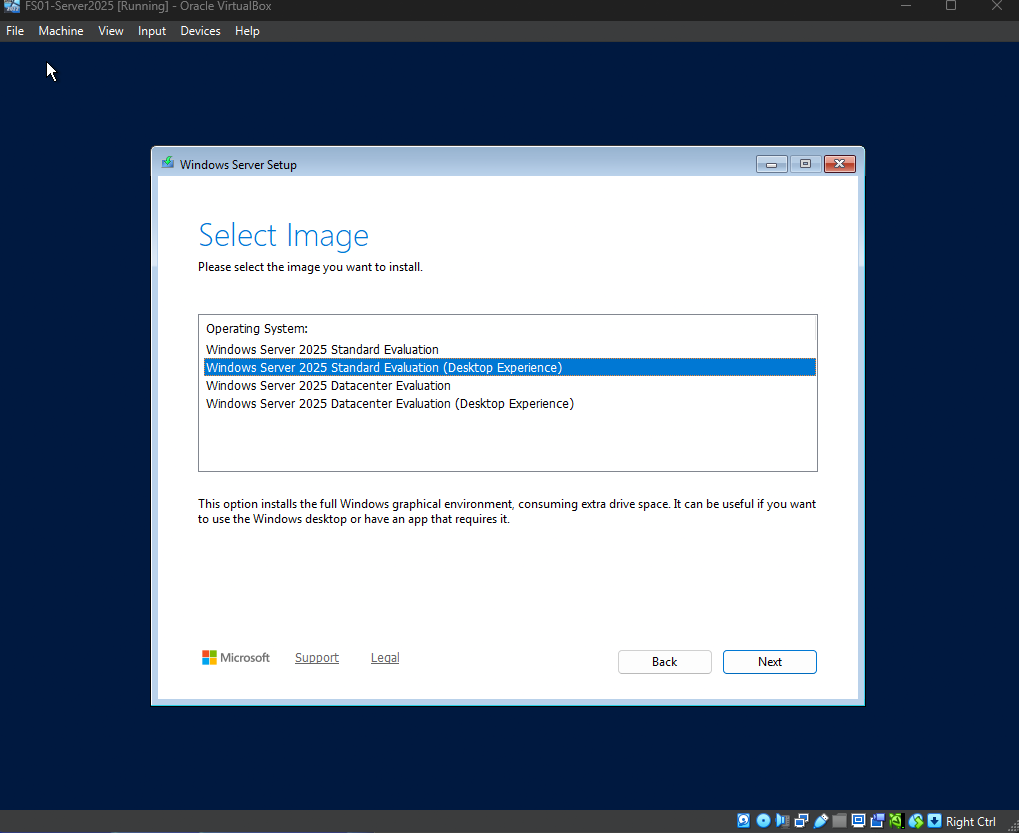 FS01-Server2025 [Running] - Oracle VirtualBox
File Machine View Input Devices Help
Windows Server Setup
Select Image
Please select the image you want to install.
Operating System:
Windows Server 2025 Standard Evaluation
Windows Server 2025 Standard Evaluation (Desktop Experience)
Windows Server 2025 Datacenter Evaluation
Windows Server 2025 Datacenter Evaluation (Desktop Experience)
This option installs the full Windows graphical environment, consuming extra drive space. It can be useful if you want
to use the Windows desktop or have an app that requires it.
Microsoft Support Legal Back Next
Right Ctrl